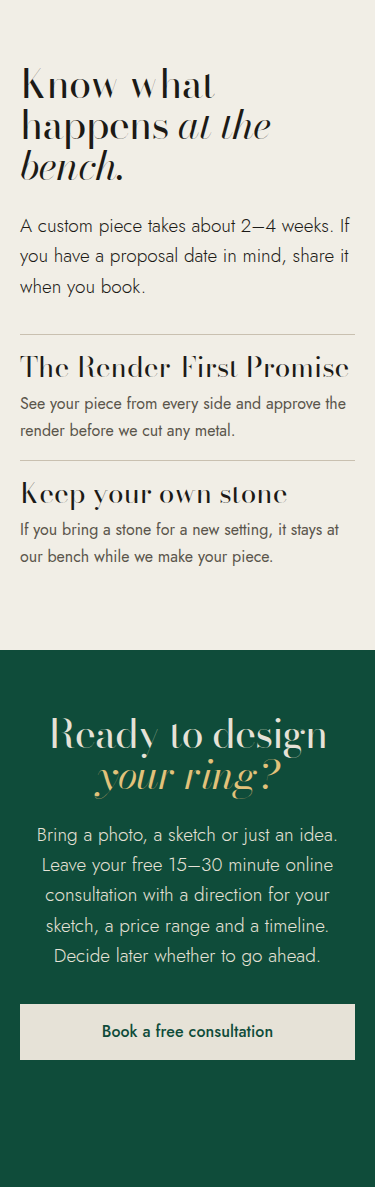 Know what
happens at the
bench.
A custom piece takes about 2–4 weeks. If
you have a proposal date in mind, share it
when you book.
The Render-First Promise
See your piece from every side and approve the
render before we cut any metal.
Keep your own stone
If you bring a stone for a new setting, it stays at
our bench while we make your piece.
Ready to design
your ring?
Bring a photo, a sketch or just an idea.
Leave your free 15–30 minute online
consultation with a direction for your
sketch, a price range and a timeline.
Decide later whether to go ahead.
Book a free consultation